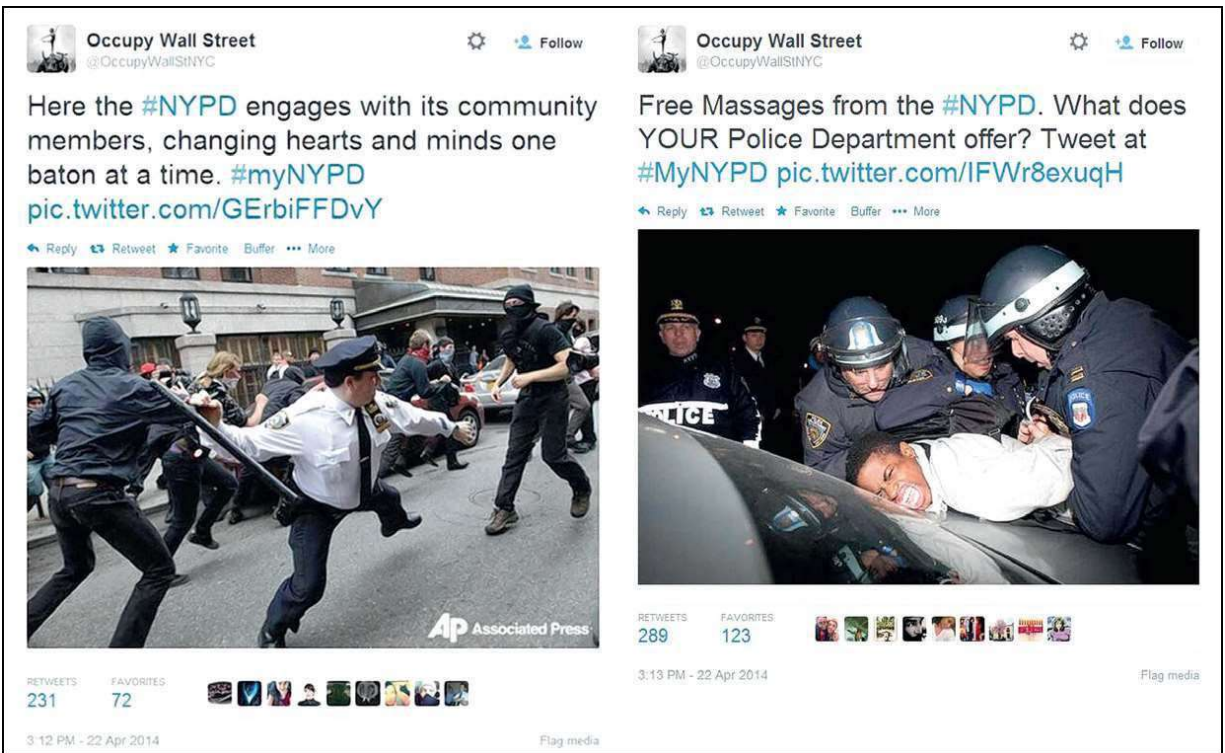 Occupy Wall Street
@OccupyWallStNYC
Follow
Here the #NYPD engages with its community
members, changing hearts and minds one
baton at a time. #myNYPD
pic.twitter.com/GErbiFFDvY
Reply Retweet Favorite Buffer ••• More
AP Associated Press
RETWEETS FAVORITES
231 72
3:12 PM - 22 Apr 2014 Flag media
Occupy Wall Street
@OccupyWallStNYC
Follow
Free Massages from the #NYPD. What does
YOUR Police Department offer? Tweet at
#MyNYPD pic.twitter.com/IFWr8exuqH
Reply Retweet Favorite Buffer ••• More
LICE
RETWEETS FAVORITES
289 123
3:13 PM - 22 Apr 2014 Flag media